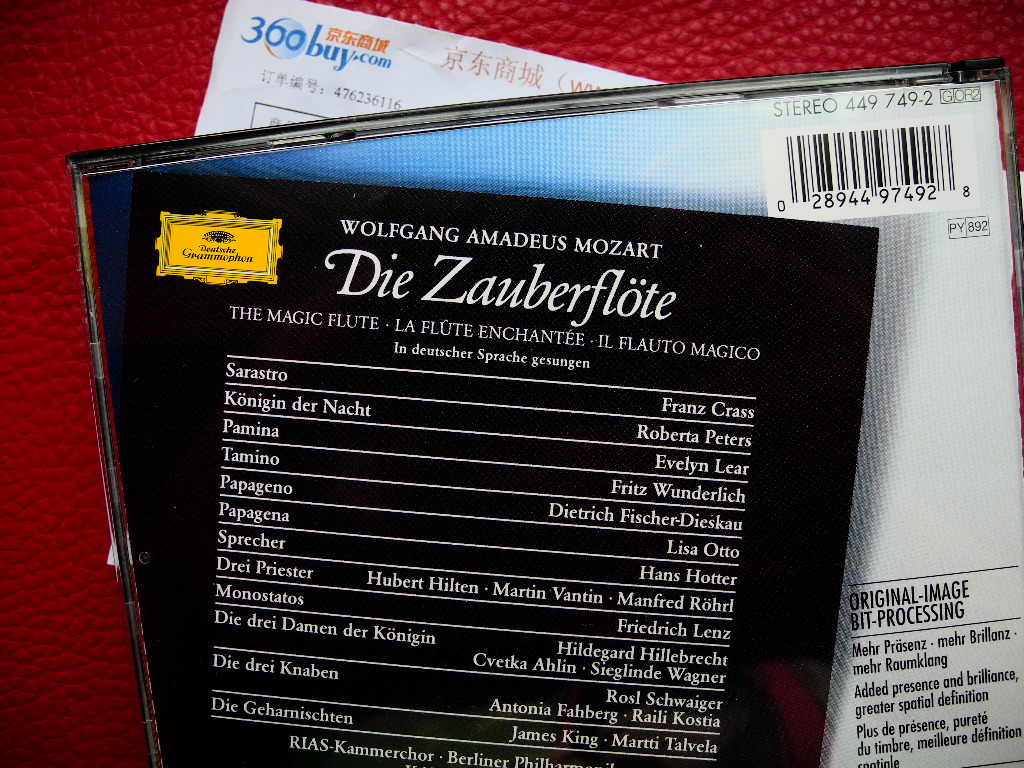 360buy.com 京东商城
京东商城 (
订单编号: 476236116
STEREO 449 749-2 GOR2
0 28944 97492 8
PY 892
Deutsche
Grammophon
WOLFGANG AMADEUS MOZART
Die Zauberflöte
THE MAGIC FLUTE · LA FLÛTE ENCHANTÉE · IL FLAUTO MAGICO
In deutscher Sprache gesungen
Sarastro Franz Crass
Königin der Nacht Roberta Peters
Pamina Evelyn Lear
Tamino Fritz Wunderlich
Papageno Dietrich Fischer-Dieskau
Papagena Lisa Otto
Sprecher Hans Hotter
Drei Priester Hubert Hilten · Martin Vantin · Manfred Röhrl
Monostatos Friedrich Lenz
Die drei Damen der Königin Hildegard Hillebrecht
Cvetka Ahlin · Sieglinde Wagner
Die drei Knaben Rosl Schwaiger
Antonia Fahberg · Raili Kostia
Die Geharnischten James King · Martti Talvela
RIAS-Kammerchor · Berliner Philharmoni
ORIGINAL-IMAGE
BIT-PROCESSING
Mehr Präsenz · mehr Brillanz ·
mehr Raumklang
Added presence and brilliance,
greater spatial definition
Plus de présence, pureté
du timbre, meilleure définition
spatiale